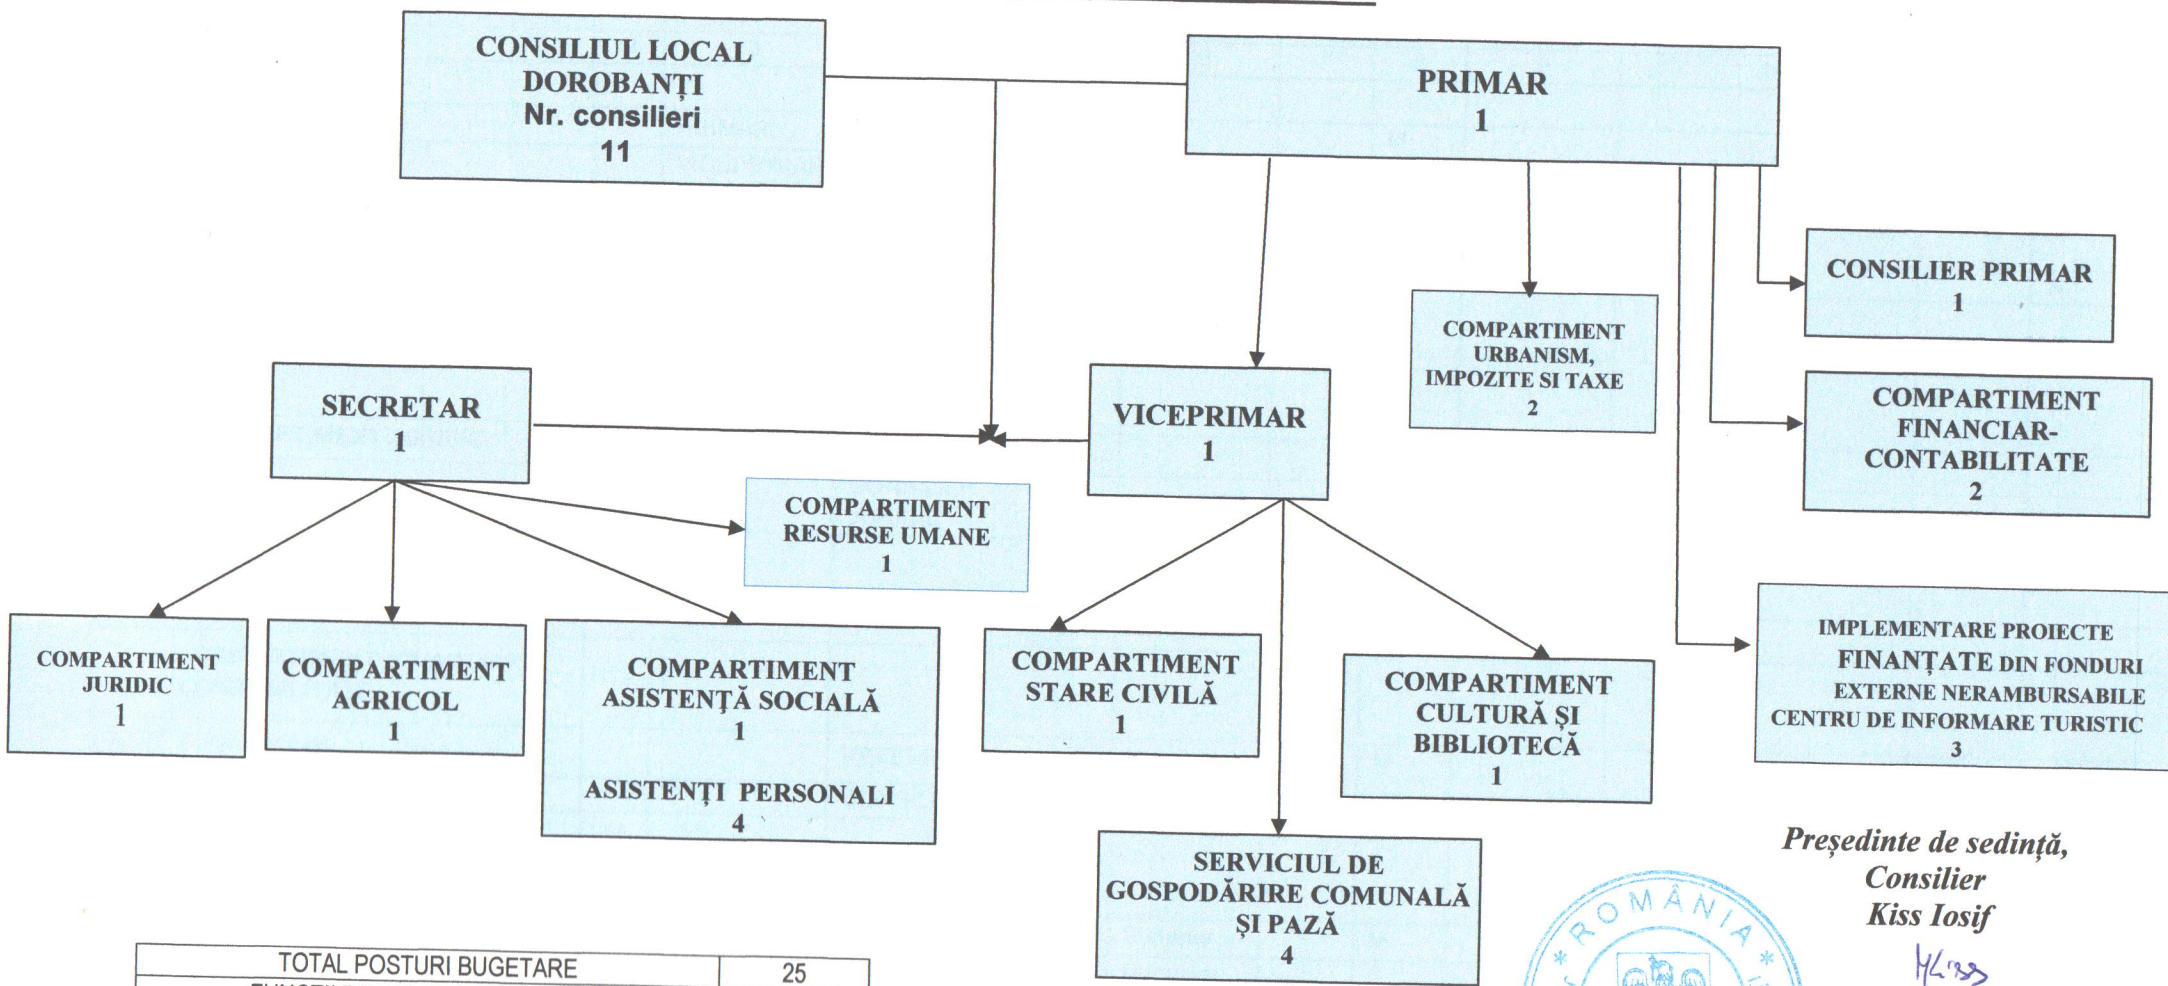 CONSILIUL LOCAL
DOROBANȚI
Nr. consilieri
11
PRIMAR
1
CONSILIER PRIMAR
1
COMPARTIMENT
URBANISM,
IMPOZITE SI TAXE
2
COMPARTIMENT
FINANCIAR-
CONTABILITATE
2
SECRETAR
1
VICEPRIMAR
1
COMPARTIMENT
RESURSE UMANE
1
COMPARTIMENT
JURIDIC
1
COMPARTIMENT
AGRICOL
1
COMPARTIMENT
ASISTENŢĂ SOCIALĂ
1
ASISTENȚI PERSONALI
4
COMPARTIMENT
STARE CIVILĂ
1
COMPARTIMENT
CULTURĂ ȘI
BIBLIOTECĂ
1
IMPLEMENTARE PROIECTE
FINANȚATE DIN FONDURI
EXTERNE NERAMBURSABILE
CENTRU DE INFORMARE TURISTIC
3
SERVICIUL DE
GOSPODĂRIRE COMUNALĂ
ȘI PAZĂ
4
Președinte de sedință,
Consilier
Kiss Iosif
* ROMÂNIA *
TOTAL POSTURI BUGETARE 25